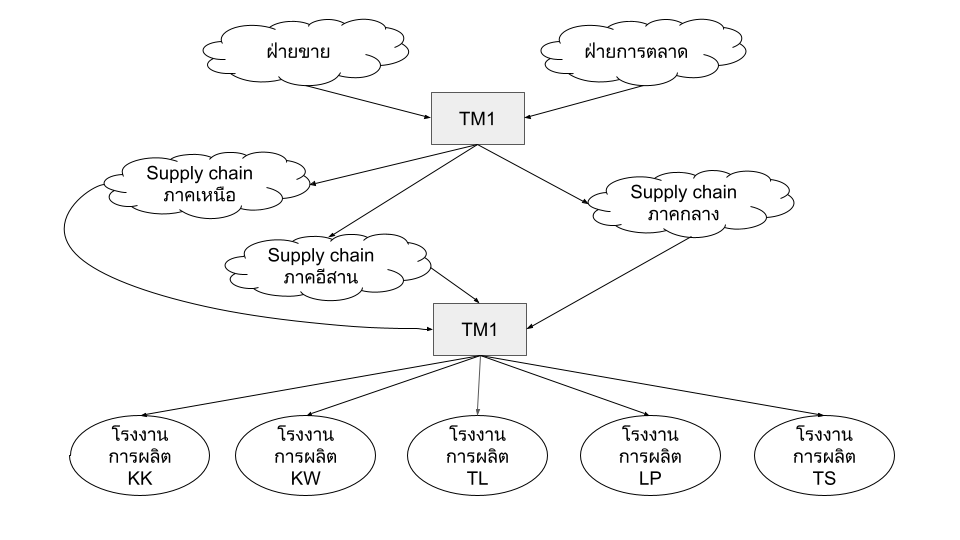 ฝ่ายขาย
ฝ่ายการตลาด
TM1
Supply chain
ภาคเหนือ
Supply chain
ภาคกลาง
Supply chain
ภาคอีสาน
TM1
โรงงาน
การผลิต
KK
โรงงาน
การผลิต
KW
โรงงาน
การผลิต
TL
โรงงาน
การผลิต
LP
โรงงาน
การผลิต
TS